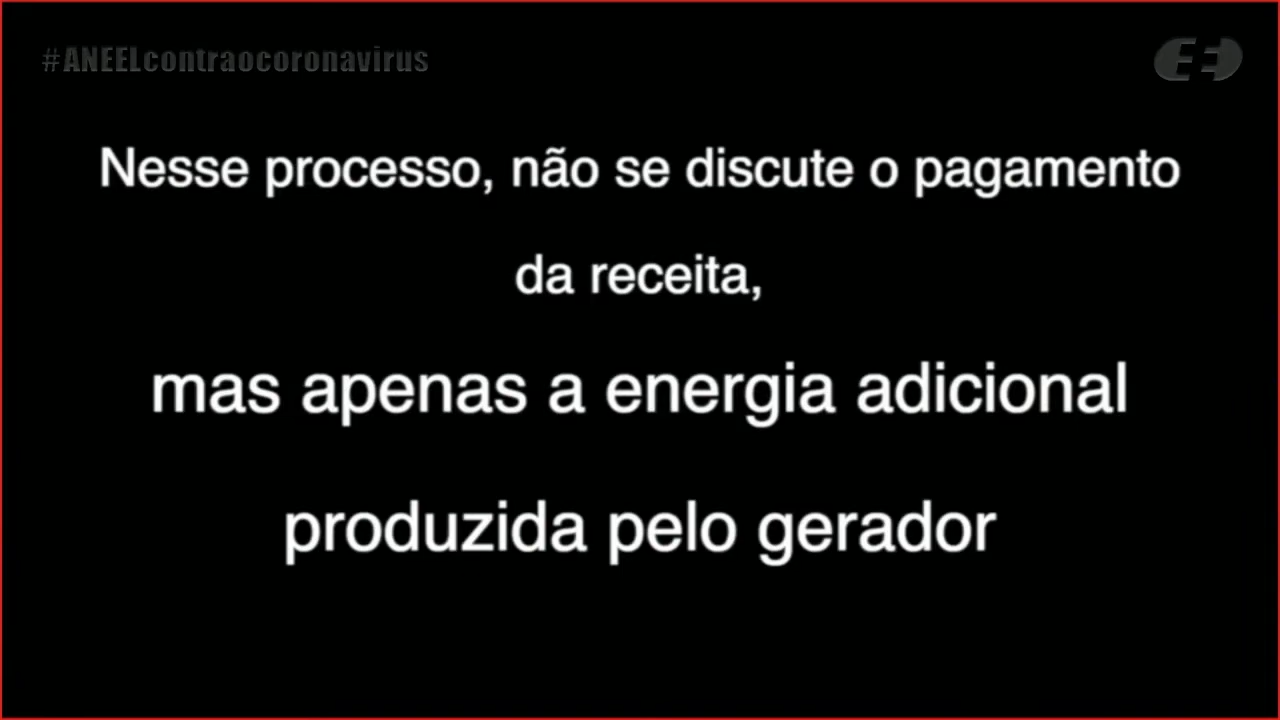 #ANEELcontraocoronavirus
Nesse processo, não se discute o pagamento
da receita,
mas apenas a energia adicional
produzida pelo gerador